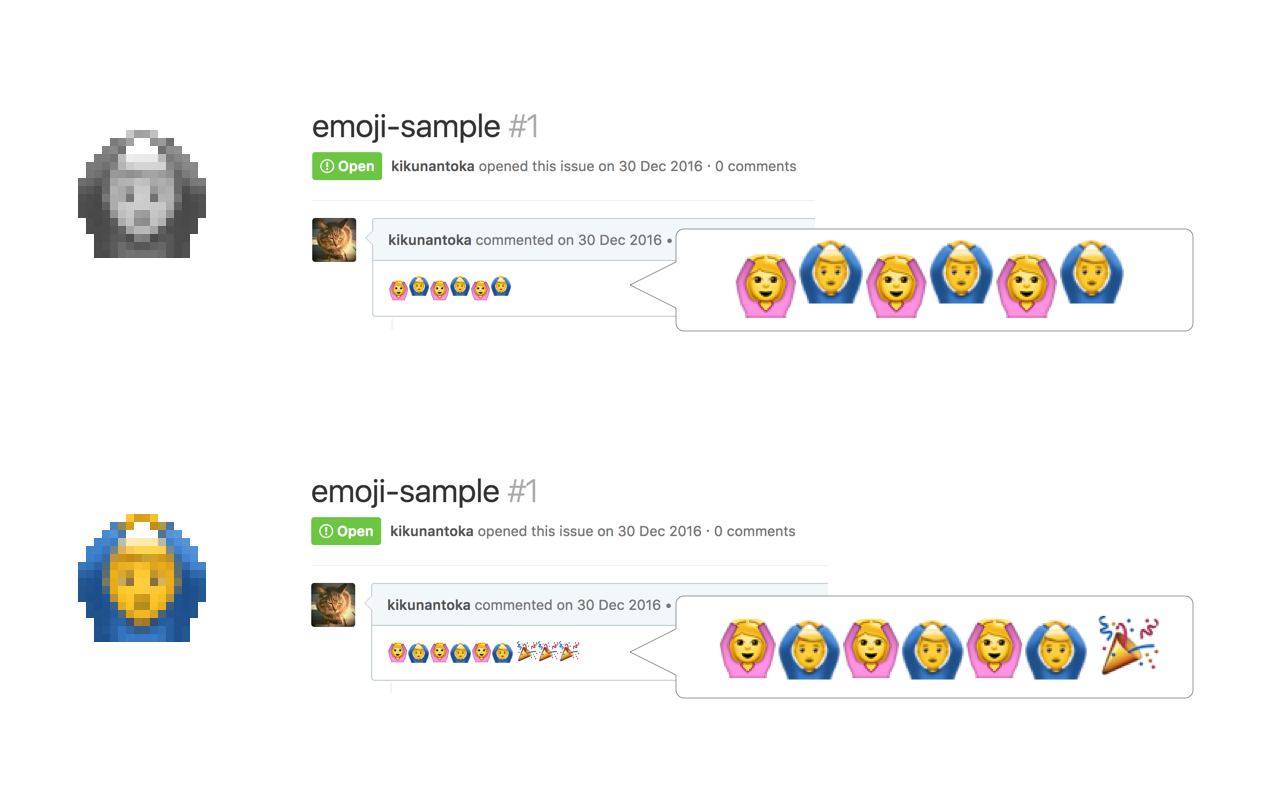 emoji-sample #1
Open kikunantoka opened this issue on 30 Dec 2016 · 0 comments
kikunantoka commented on 30 Dec 2016 •
🙆🙆‍♂️🙆🙆‍♂️🙆🙆‍♂️
🙆🙆‍♂️🙆🙆‍♂️🙆🙆‍♂️
emoji-sample #1
Open kikunantoka opened this issue on 30 Dec 2016 · 0 comments
kikunantoka commented on 30 Dec 2016 •
🙆🙆‍♂️🙆🙆‍♂️🙆🙆‍♂️🎉🎉🎉
🙆🙆‍♂️🙆🙆‍♂️🙆🙆‍♂️🎉